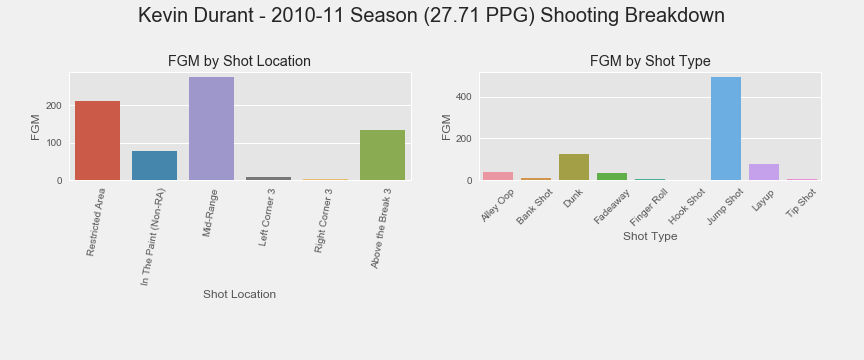 Kevin Durant - 2010-11 Season (27.71 PPG) Shooting Breakdown
FGM by Shot Location
FGM
200
100
0
Restricted Area
In The Paint (Non-RA)
Mid-Range
Left Corner 3
Right Corner 3
Above the Break 3
Shot Location
FGM by Shot Type
FGM
400
200
0
Alley Oop
Bank Shot
Dunk
Fadeaway
Finger Roll
Hook Shot
Jump Shot
Layup
Tip Shot
Shot Type